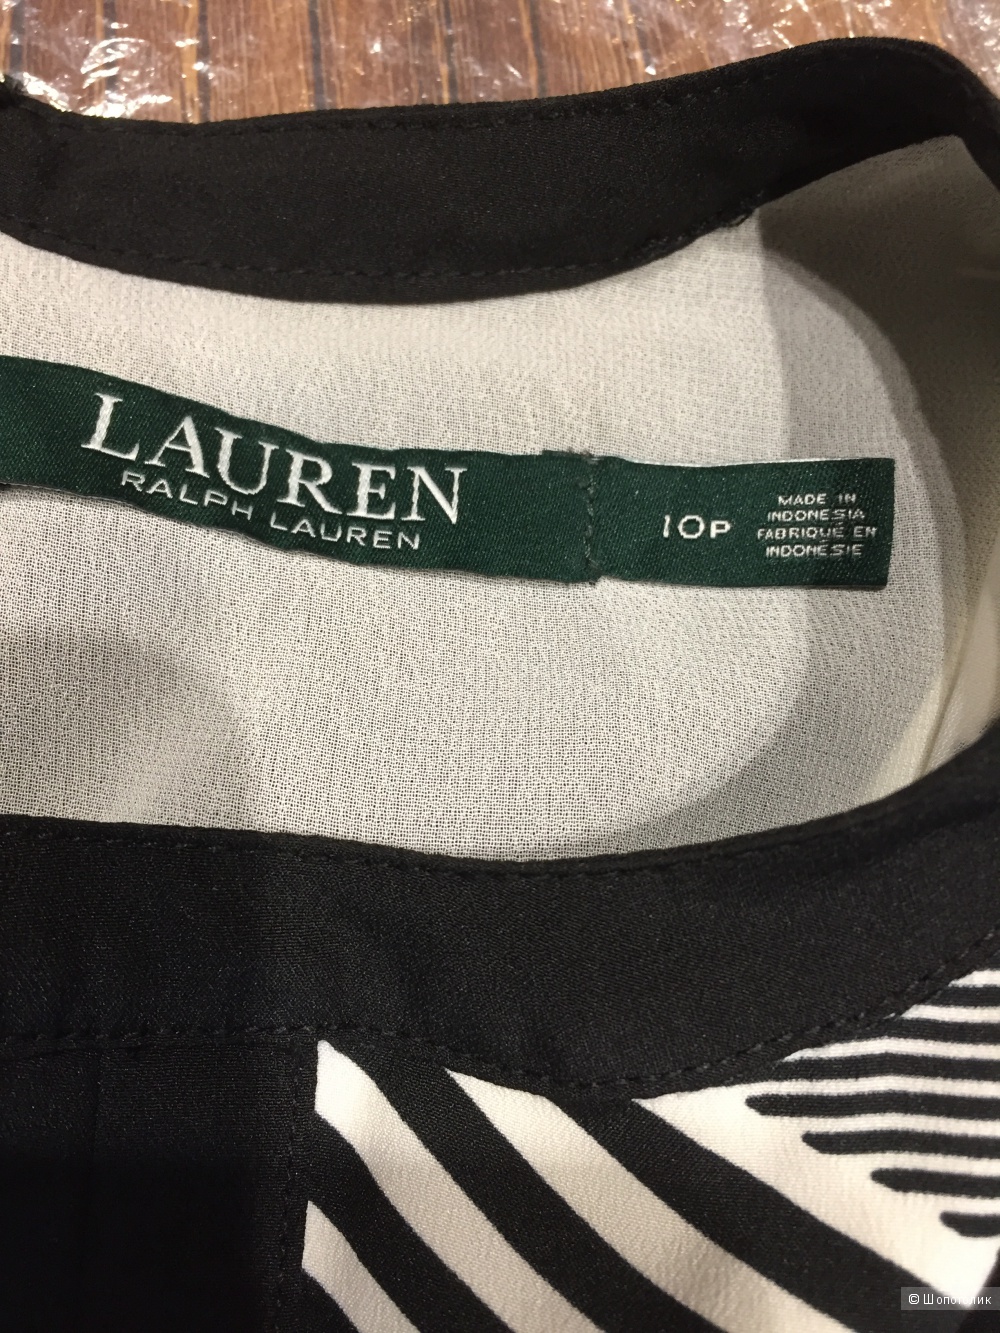 LAUREN
RALPH LAUREN
10P
MADE IN
INDONESIA
FABRIQUÉ EN
INDONÉSIE
© Шопоголик